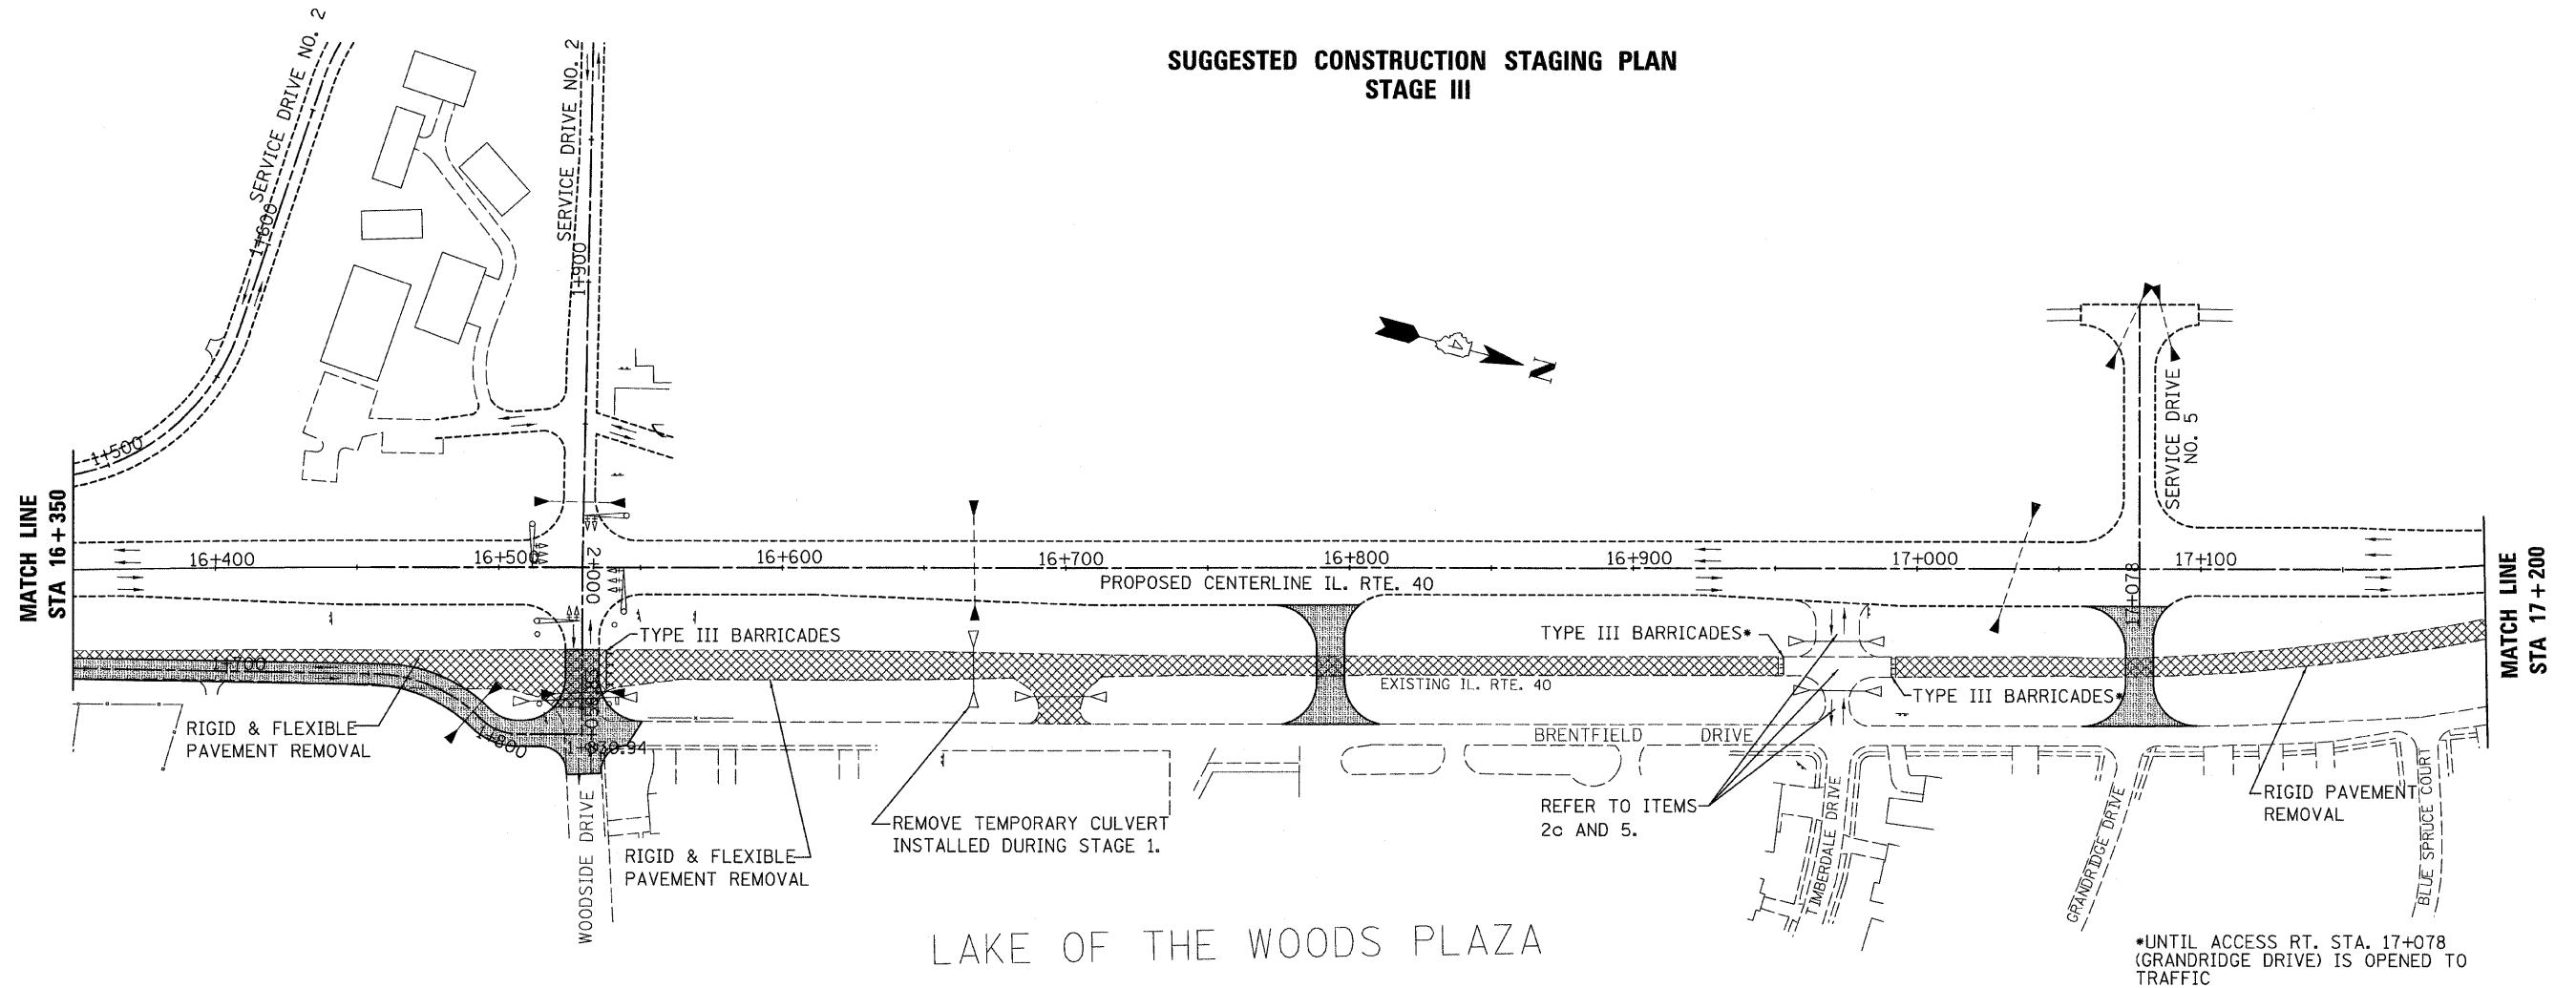 SUGGESTED CONSTRUCTION STAGING PLAN
STAGE III
SERVICE DRIVE NO. 2
1+600
1+500
SERVICE DRIVE NO. 2
1+900
N
SERVICE DRIVE
NO. 5
MATCH LINE
STA 16+350
16+400
16+500
2+000
16+600
16+700
16+800
16+900
17+000
17+078
17+100
PROPOSED CENTERLINE IL. RTE. 40
MATCH LINE
STA 17+200
TYPE III BARRICADES
TYPE III BARRICADES*
1+700
EXISTING IL. RTE. 40
TYPE III BARRICADES*
RIGID & FLEXIBLE
PAVEMENT REMOVAL
1+800
BRENTFIELD DRIVE
WOODSIDE DRIVE
RIGID & FLEXIBLE
PAVEMENT REMOVAL
REMOVE TEMPORARY CULVERT
INSTALLED DURING STAGE 1.
REFER TO ITEMS
2c AND 5.
TIMBERDALE DRIVE
GRANDRIDGE DRIVE
RIGID PAVEMENT
REMOVAL
BLUE SPRUCE COURT
LAKE OF THE WOODS PLAZA
*UNTIL ACCESS RT. STA. 17+078
(GRANDRIDGE DRIVE) IS OPENED TO
TRAFFIC